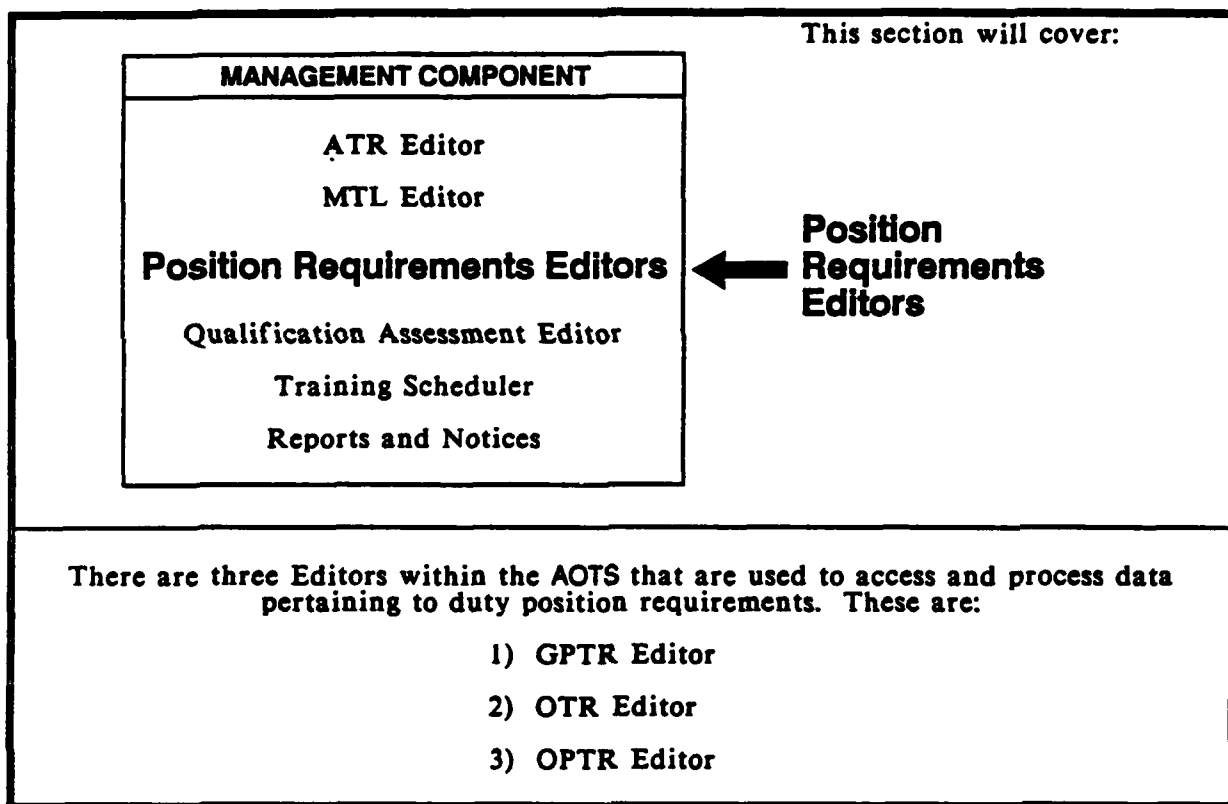 This section will cover:
MANAGEMENT COMPONENT
ATR Editor
MTL Editor
Position Requirements Editors
Qualification Assessment Editor
Training Scheduler
Reports and Notices
Position
Requirements
Editors
There are three Editors within the AOTS that are used to access and process data
pertaining to duty position requirements. These are:
1) GPTR Editor
2) OTR Editor
3) OPTR Editor